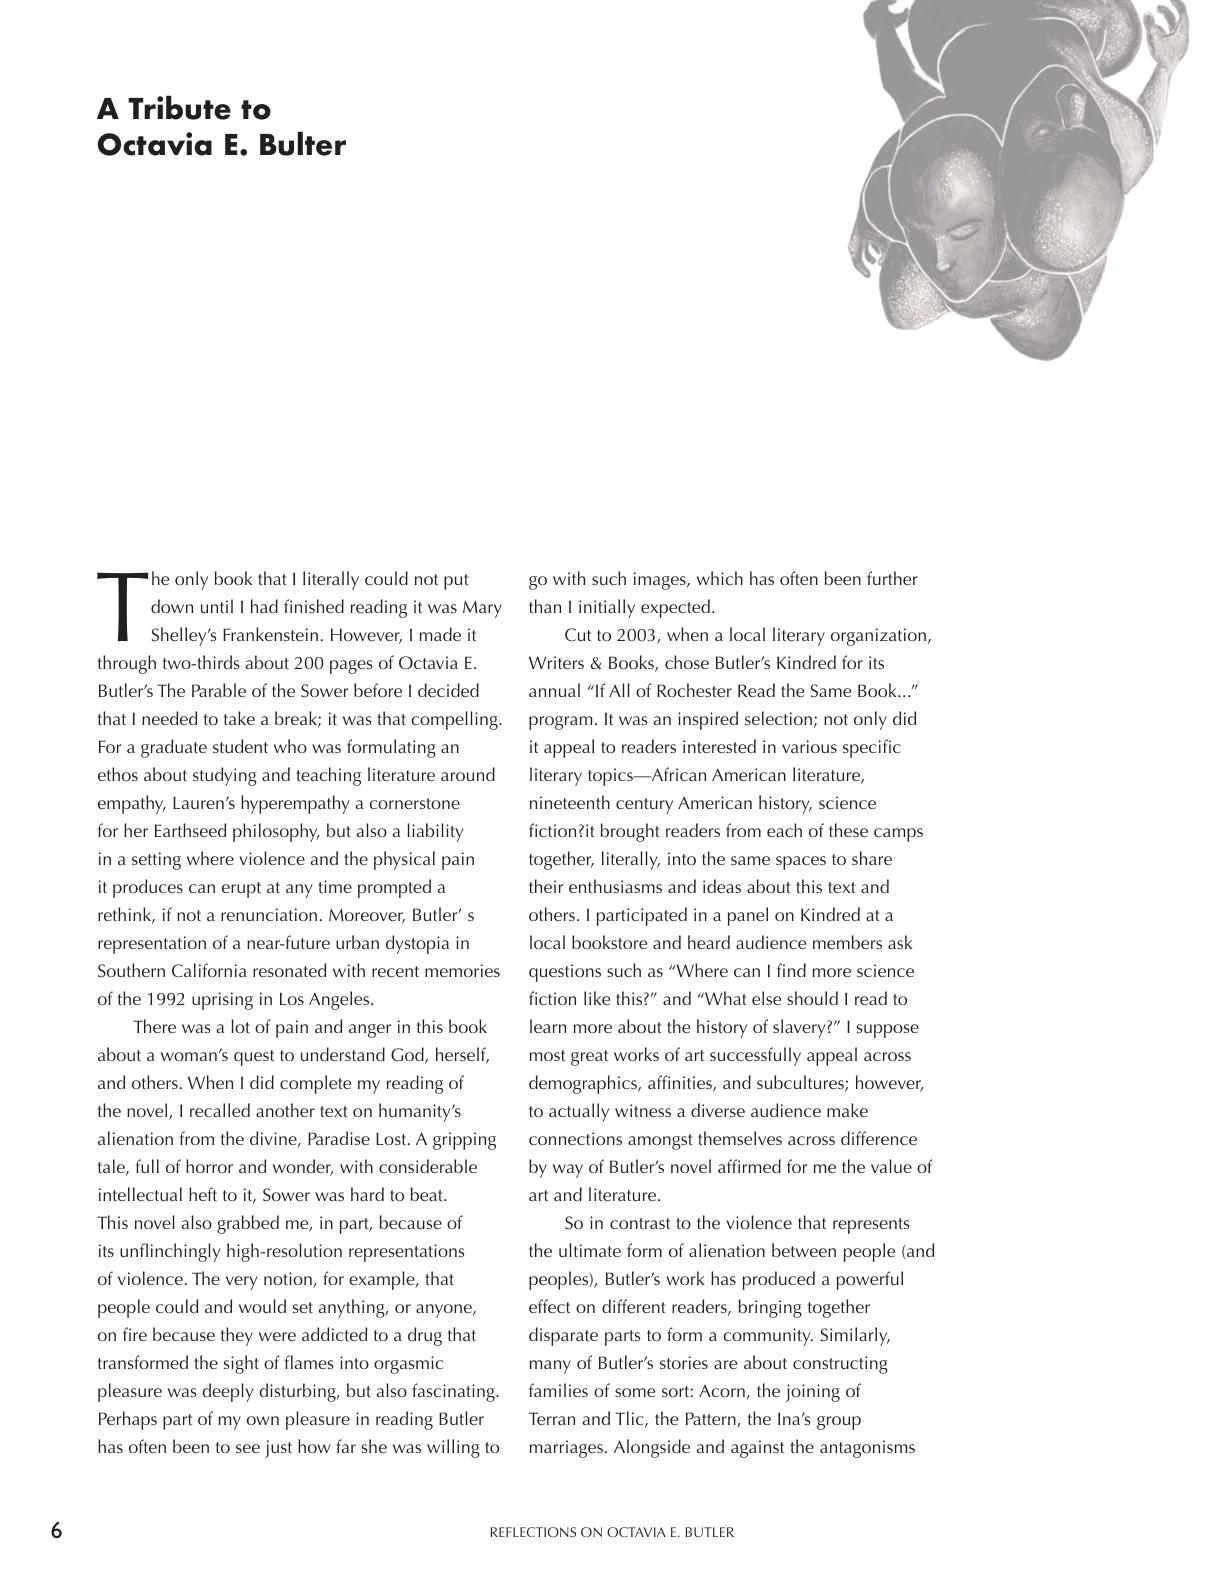 A Tribute to
Octavia E. Bulter
The only book that I literally could not put
down until I had finished reading it was Mary
Shelley’s Frankenstein. However, I made it
through two-thirds about 200 pages of Octavia E.
Butler’s The Parable of the Sower before I decided
that I needed to take a break; it was that compelling.
For a graduate student who was formulating an
ethos about studying and teaching literature around
empathy, Lauren’s hyperempathy a cornerstone
for her Earthseed philosophy, but also a liability
in a setting where violence and the physical pain
it produces can erupt at any time prompted a
rethink, if not a renunciation. Moreover, Butler’ s
representation of a near-future urban dystopia in
Southern California resonated with recent memories
of the 1992 uprising in Los Angeles.
There was a lot of pain and anger in this book
about a woman’s quest to understand God, herself,
and others. When I did complete my reading of
the novel, I recalled another text on humanity’s
alienation from the divine, Paradise Lost. A gripping
tale, full of horror and wonder, with considerable
intellectual heft to it, Sower was hard to beat.
This novel also grabbed me, in part, because of
its unflinchingly high-resolution representations
of violence. The very notion, for example, that
people could and would set anything, or anyone,
on fire because they were addicted to a drug that
transformed the sight of flames into orgasmic
pleasure was deeply disturbing, but also fascinating.
Perhaps part of my own pleasure in reading Butler
has often been to see just how far she was willing to
go with such images, which has often been further
than I initially expected.
Cut to 2003, when a local literary organization,
Writers & Books, chose Butler’s Kindred for its
annual “If All of Rochester Read the Same Book...”
program. It was an inspired selection; not only did
it appeal to readers interested in various specific
literary topics—African American literature,
nineteenth century American history, science
fiction?it brought readers from each of these camps
together, literally, into the same spaces to share
their enthusiasms and ideas about this text and
others. I participated in a panel on Kindred at a
local bookstore and heard audience members ask
questions such as “Where can I find more science
fiction like this?” and “What else should I read to
learn more about the history of slavery?” I suppose
most great works of art successfully appeal across
demographics, affinities, and subcultures; however,
to actually witness a diverse audience make
connections amongst themselves across difference
by way of Butler’s novel affirmed for me the value of
art and literature.
So in contrast to the violence that represents
the ultimate form of alienation between people (and
peoples), Butler’s work has produced a powerful
effect on different readers, bringing together
disparate parts to form a community. Similarly,
many of Butler’s stories are about constructing
families of some sort: Acorn, the joining of
Terran and Tlic, the Pattern, the Ina’s group
marriages. Alongside and against the antagonisms
6
REFLECTIONS ON OCTAVIA E. BUTLER